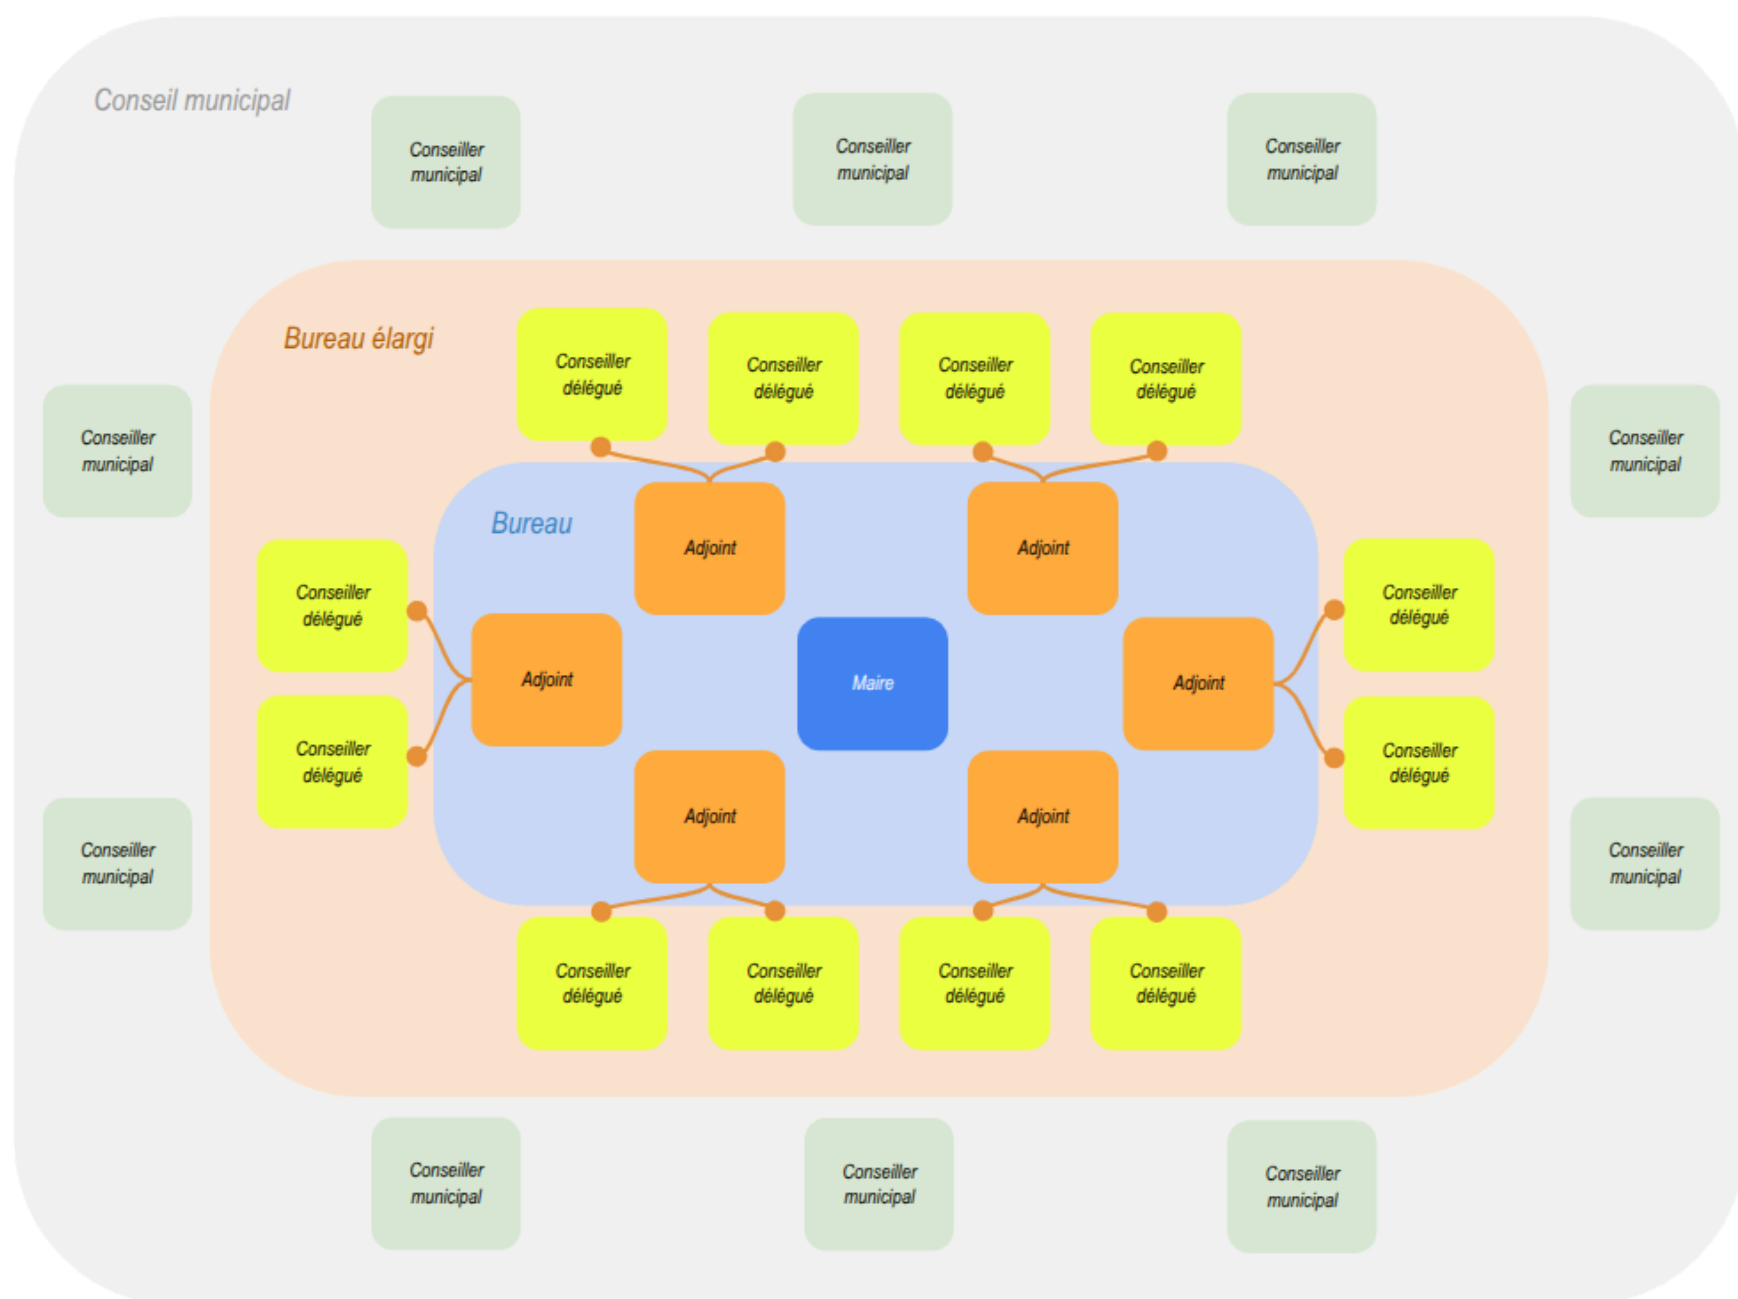 Conseil municipal
Conseiller
municipal
Conseiller
municipal
Conseiller
municipal
Bureau élargi
Conseiller
délégué
Conseiller
délégué
Conseiller
délégué
Conseiller
délégué
Conseiller
municipal
Conseiller
municipal
Bureau
Adjoint
Adjoint
Conseiller
délégué
Conseiller
délégué
Adjoint
Maire
Adjoint
Conseiller
délégué
Conseiller
délégué
Adjoint
Adjoint
Conseiller
municipal
Conseiller
municipal
Conseiller
délégué
Conseiller
délégué
Conseiller
délégué
Conseiller
délégué
Conseiller
municipal
Conseiller
municipal
Conseiller
municipal